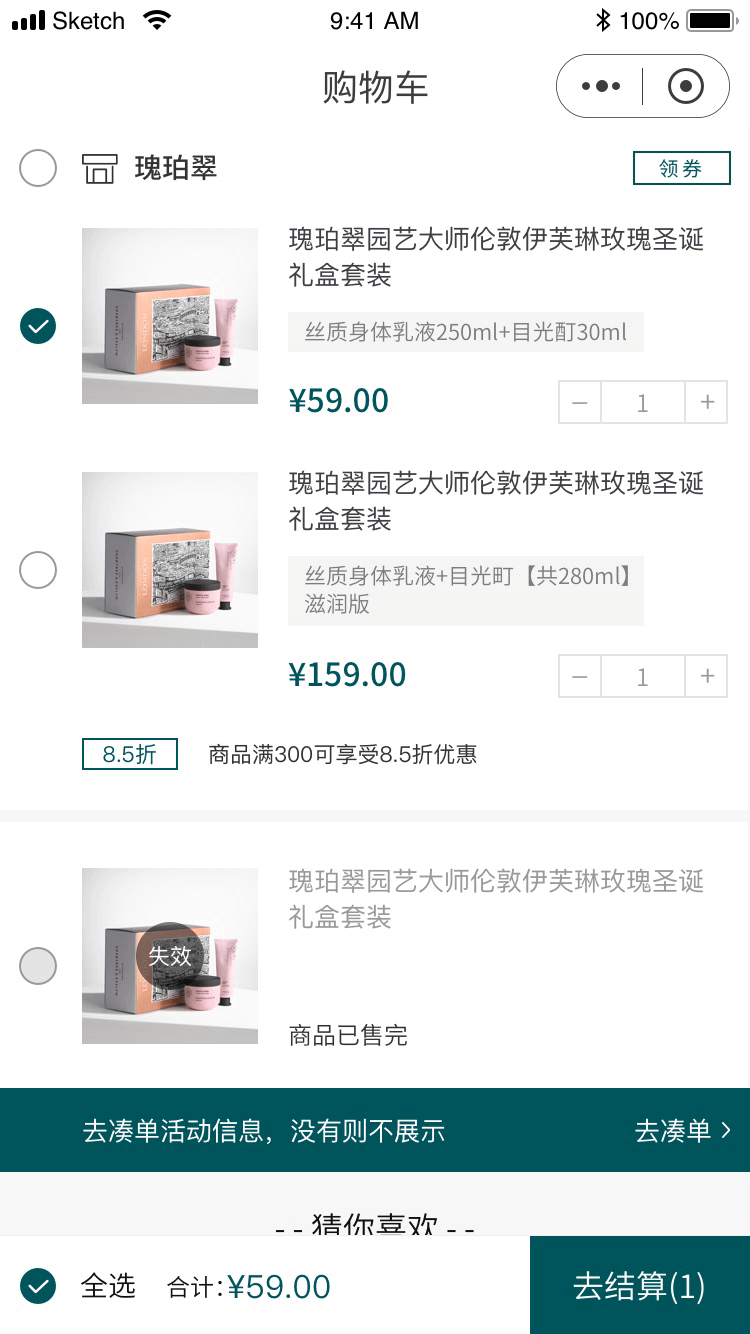 Sketch 9:41 AM 100%
购物车
瑰珀翠 领券
瑰珀翠园艺大师伦敦伊芙琳玫瑰圣诞
礼盒套装
丝质身体乳液250ml+目光酊30ml
¥59.00 − 1 +
瑰珀翠园艺大师伦敦伊芙琳玫瑰圣诞
礼盒套装
丝质身体乳液+目光町【共280ml】
滋润版
¥159.00 − 1 +
8.5折 商品满300可享受8.5折优惠
瑰珀翠园艺大师伦敦伊芙琳玫瑰圣诞
礼盒套装
失效
商品已售完
去凑单活动信息，没有则不展示 去凑单
- - 猜你喜欢 - -
全选 合计:¥59.00 去结算(1)